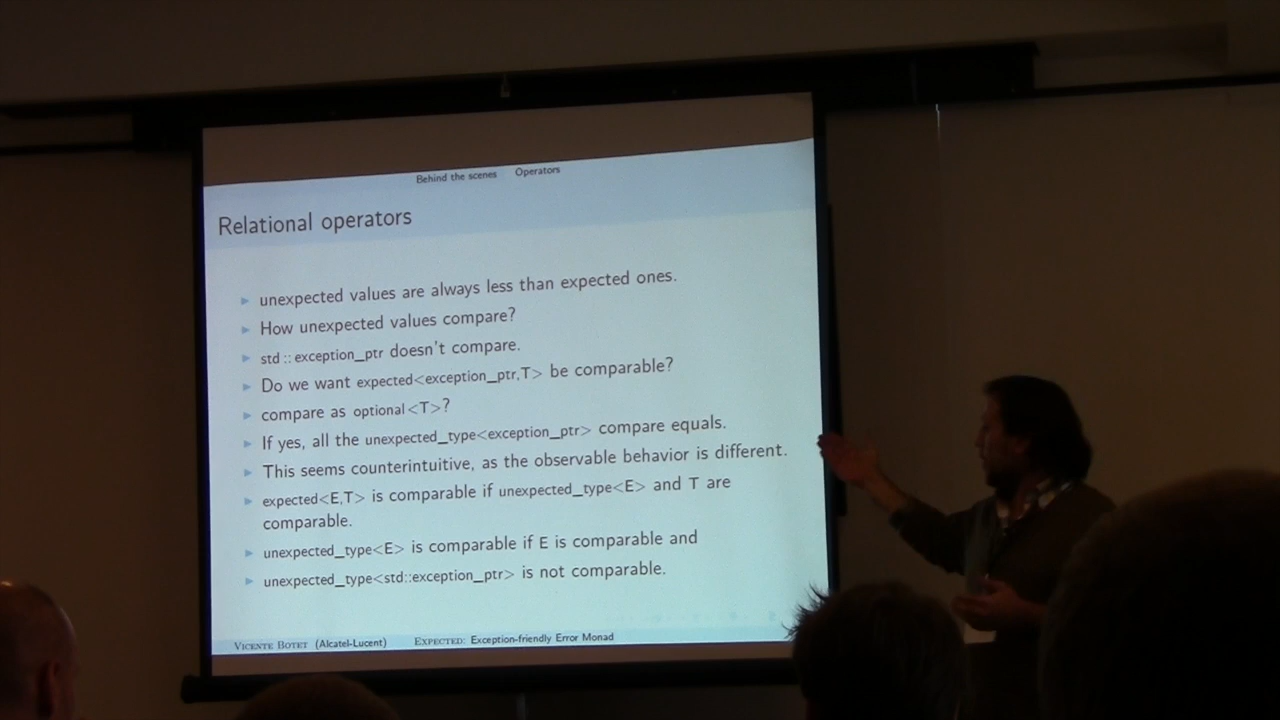 Behind the scenes Operators
Relational operators
unexpected values are always less than expected ones.
How unexpected values compare?
std :: exception_ptr doesn't compare.
Do we want expected<exception_ptr,T> be comparable?
compare as optional<T>?
If yes, all the unexpected_type<exception_ptr> compare equals.
This seems counterintuitive, as the observable behavior is different.
expected<E,T> is comparable if unexpected_type<E> and T are
comparable.
unexpected_type<E> is comparable if E is comparable and
unexpected_type<std::exception_ptr> is not comparable.
Vicente Botet (Alcatel-Lucent) Expected: Exception-friendly Error Monad